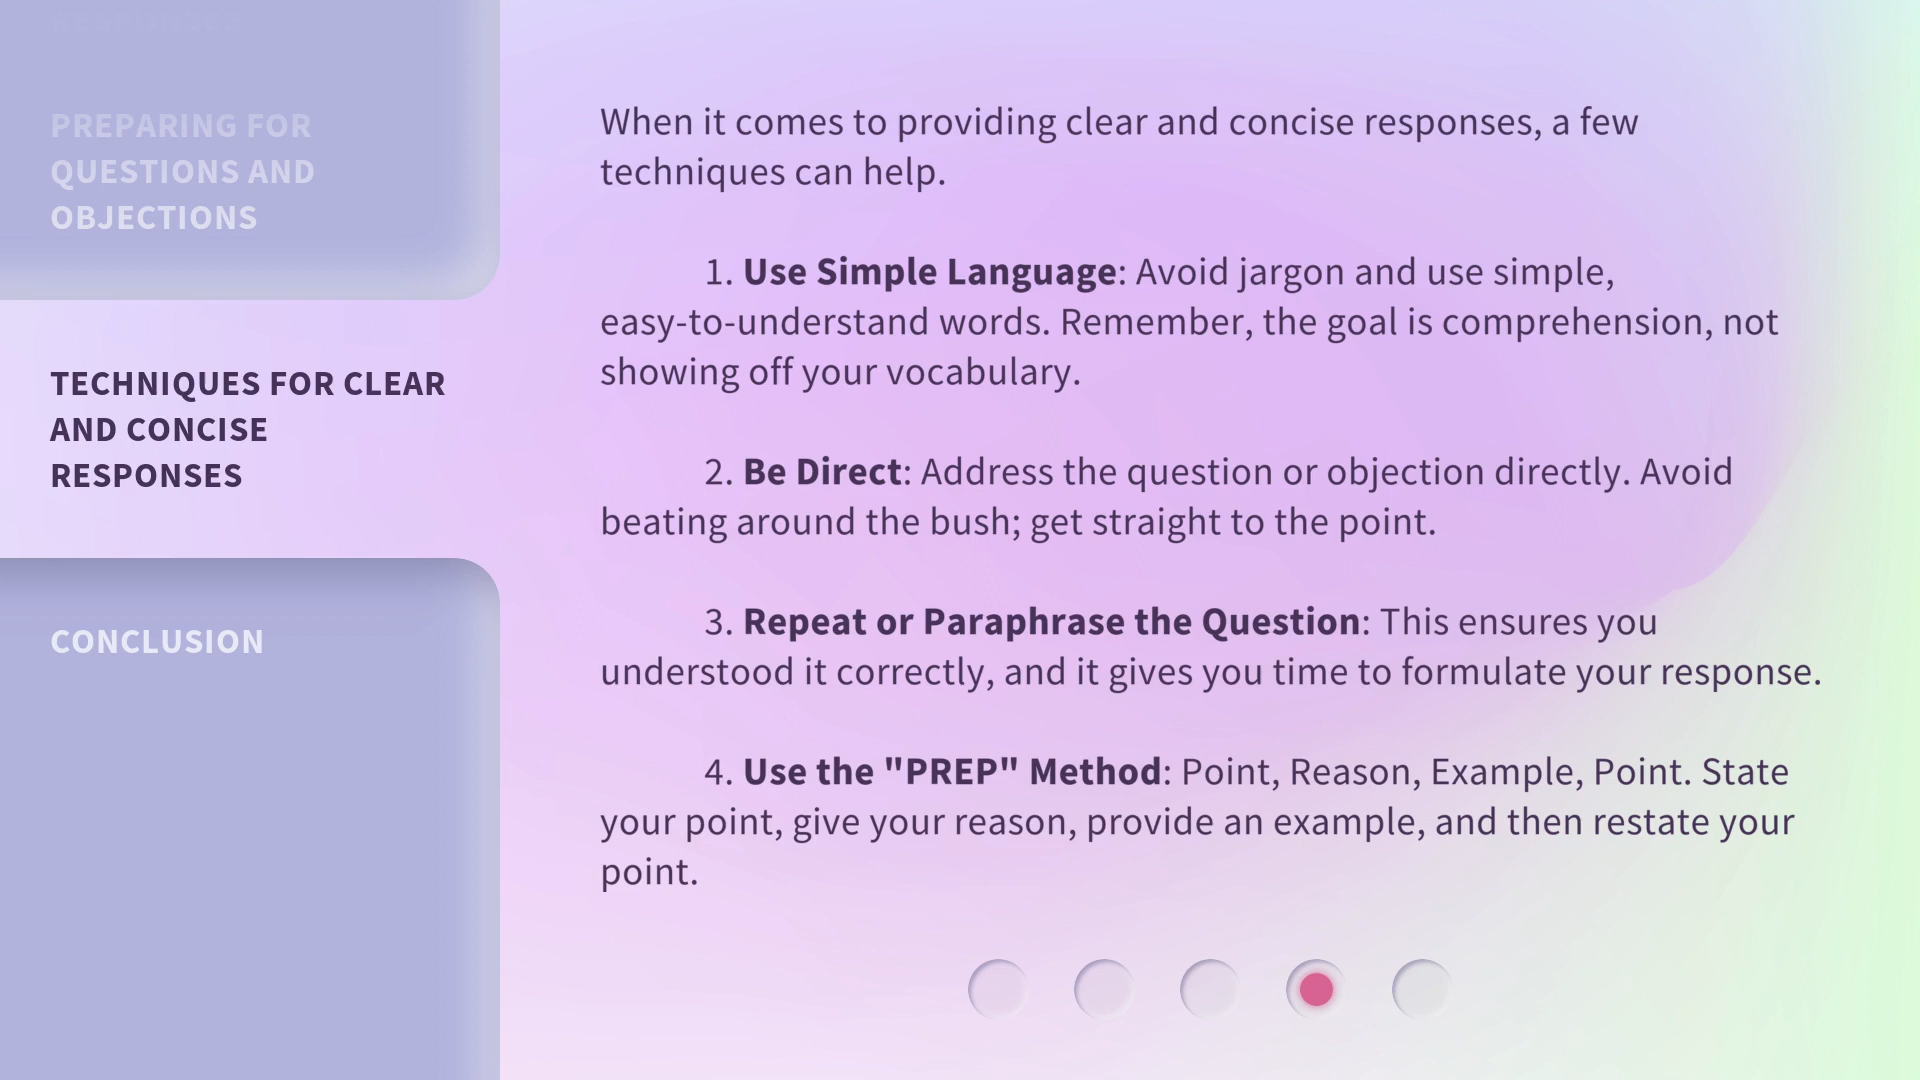 PREPARING FOR
QUESTIONS AND
OBJECTIONS
TECHNIQUES FOR CLEAR
AND CONCISE
RESPONSES
CONCLUSION
When it comes to providing clear and concise responses, a few
techniques can help.
1. Use Simple Language: Avoid jargon and use simple,
easy-to-understand words. Remember, the goal is comprehension, not
showing off your vocabulary.
2. Be Direct: Address the question or objection directly. Avoid
beating around the bush; get straight to the point.
3. Repeat or Paraphrase the Question: This ensures you
understood it correctly, and it gives you time to formulate your response.
4. Use the "PREP" Method: Point, Reason, Example, Point. State
your point, give your reason, provide an example, and then restate your
point.